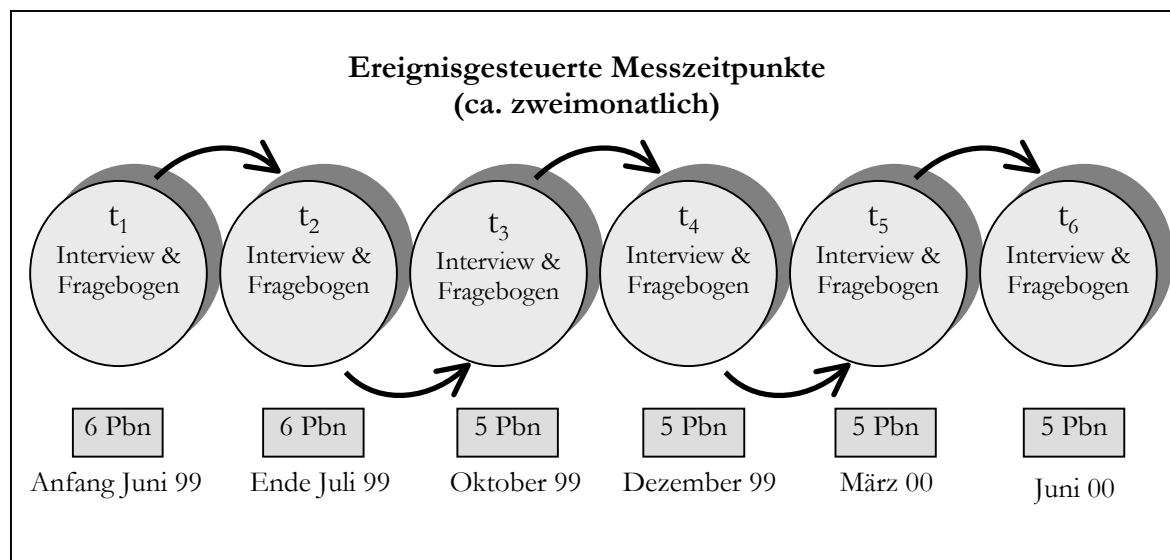 Ereignisgesteuerte Messzeitpunkte
(ca. zweimonatlich)
t1
Interview &
Fragebogen
t2
Interview &
Fragebogen
t3
Interview &
Fragebogen
t4
Interview &
Fragebogen
t5
Interview &
Fragebogen
t6
Interview &
Fragebogen
6 Pbn
6 Pbn
5 Pbn
5 Pbn
5 Pbn
5 Pbn
Anfang Juni 99
Ende Juli 99
Oktober 99
Dezember 99
März 00
Juni 00